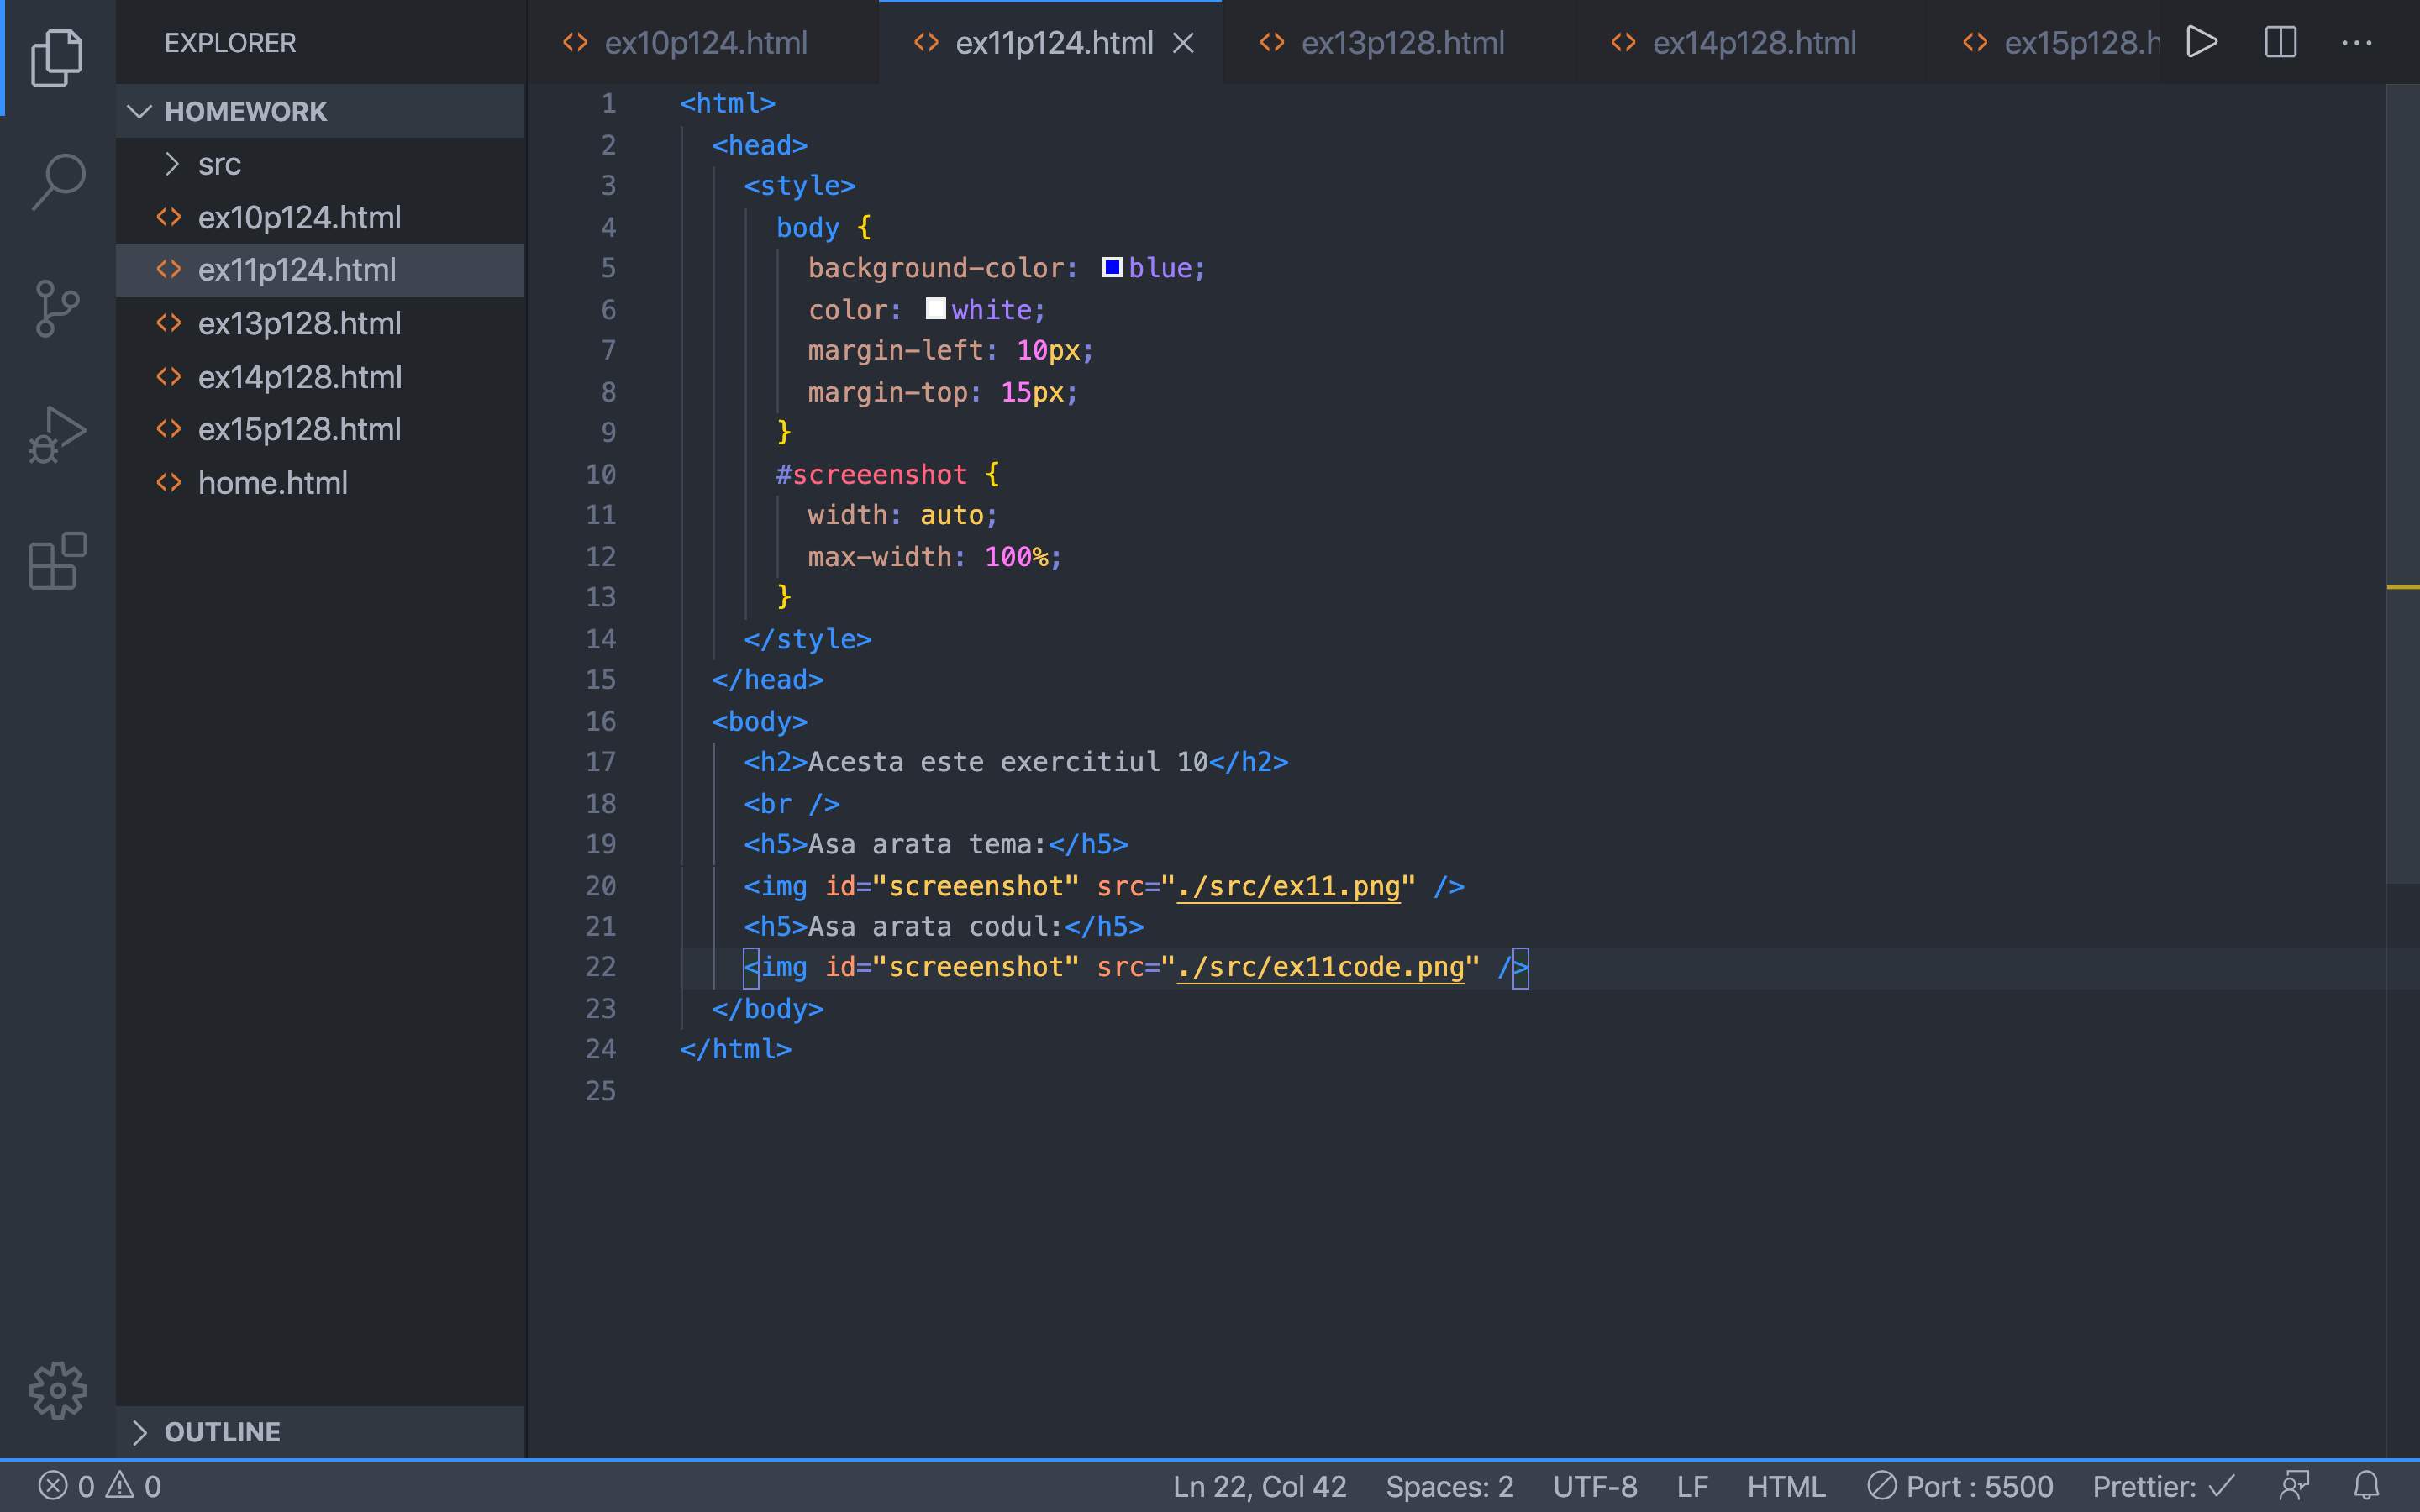 EXPLORER
HOMEWORK
src
ex10p124.html
ex11p124.html
ex13p128.html
ex14p128.html
ex15p128.html
home.html
OUTLINE
ex10p124.html
ex11p124.html
ex13p128.html
ex14p128.html
ex15p128.h
1 <html>
2 <head>
3 <style>
4 body {
5 background-color: blue;
6 color: white;
7 margin-left: 10px;
8 margin-top: 15px;
9 }
10 #screeenshot {
11 width: auto;
12 max-width: 100%;
13 }
14 </style>
15 </head>
16 <body>
17 <h2>Acesta este exercitiul 10</h2>
18 <br />
19 <h5>Asa arata tema:</h5>
20 <img id="screeenshot" src="./src/ex11.png" />
21 <h5>Asa arata codul:</h5>
22 <img id="screeenshot" src="./src/ex11code.png" />
23 </body>
24 </html>
25
0 0
Ln 22, Col 42 Spaces: 2 UTF-8 LF HTML Port : 5500 Prettier: